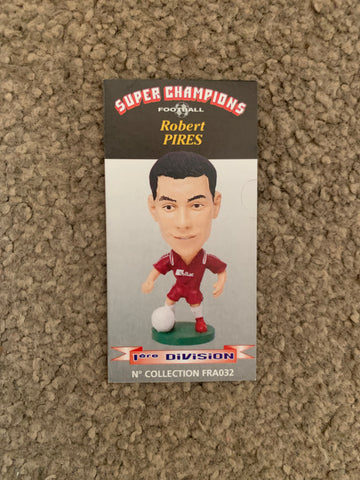 SUPER CHAMPIONS
FOOTBALL
Robert
PIRES
1ère DIVISION
N° COLLECTION FRA032